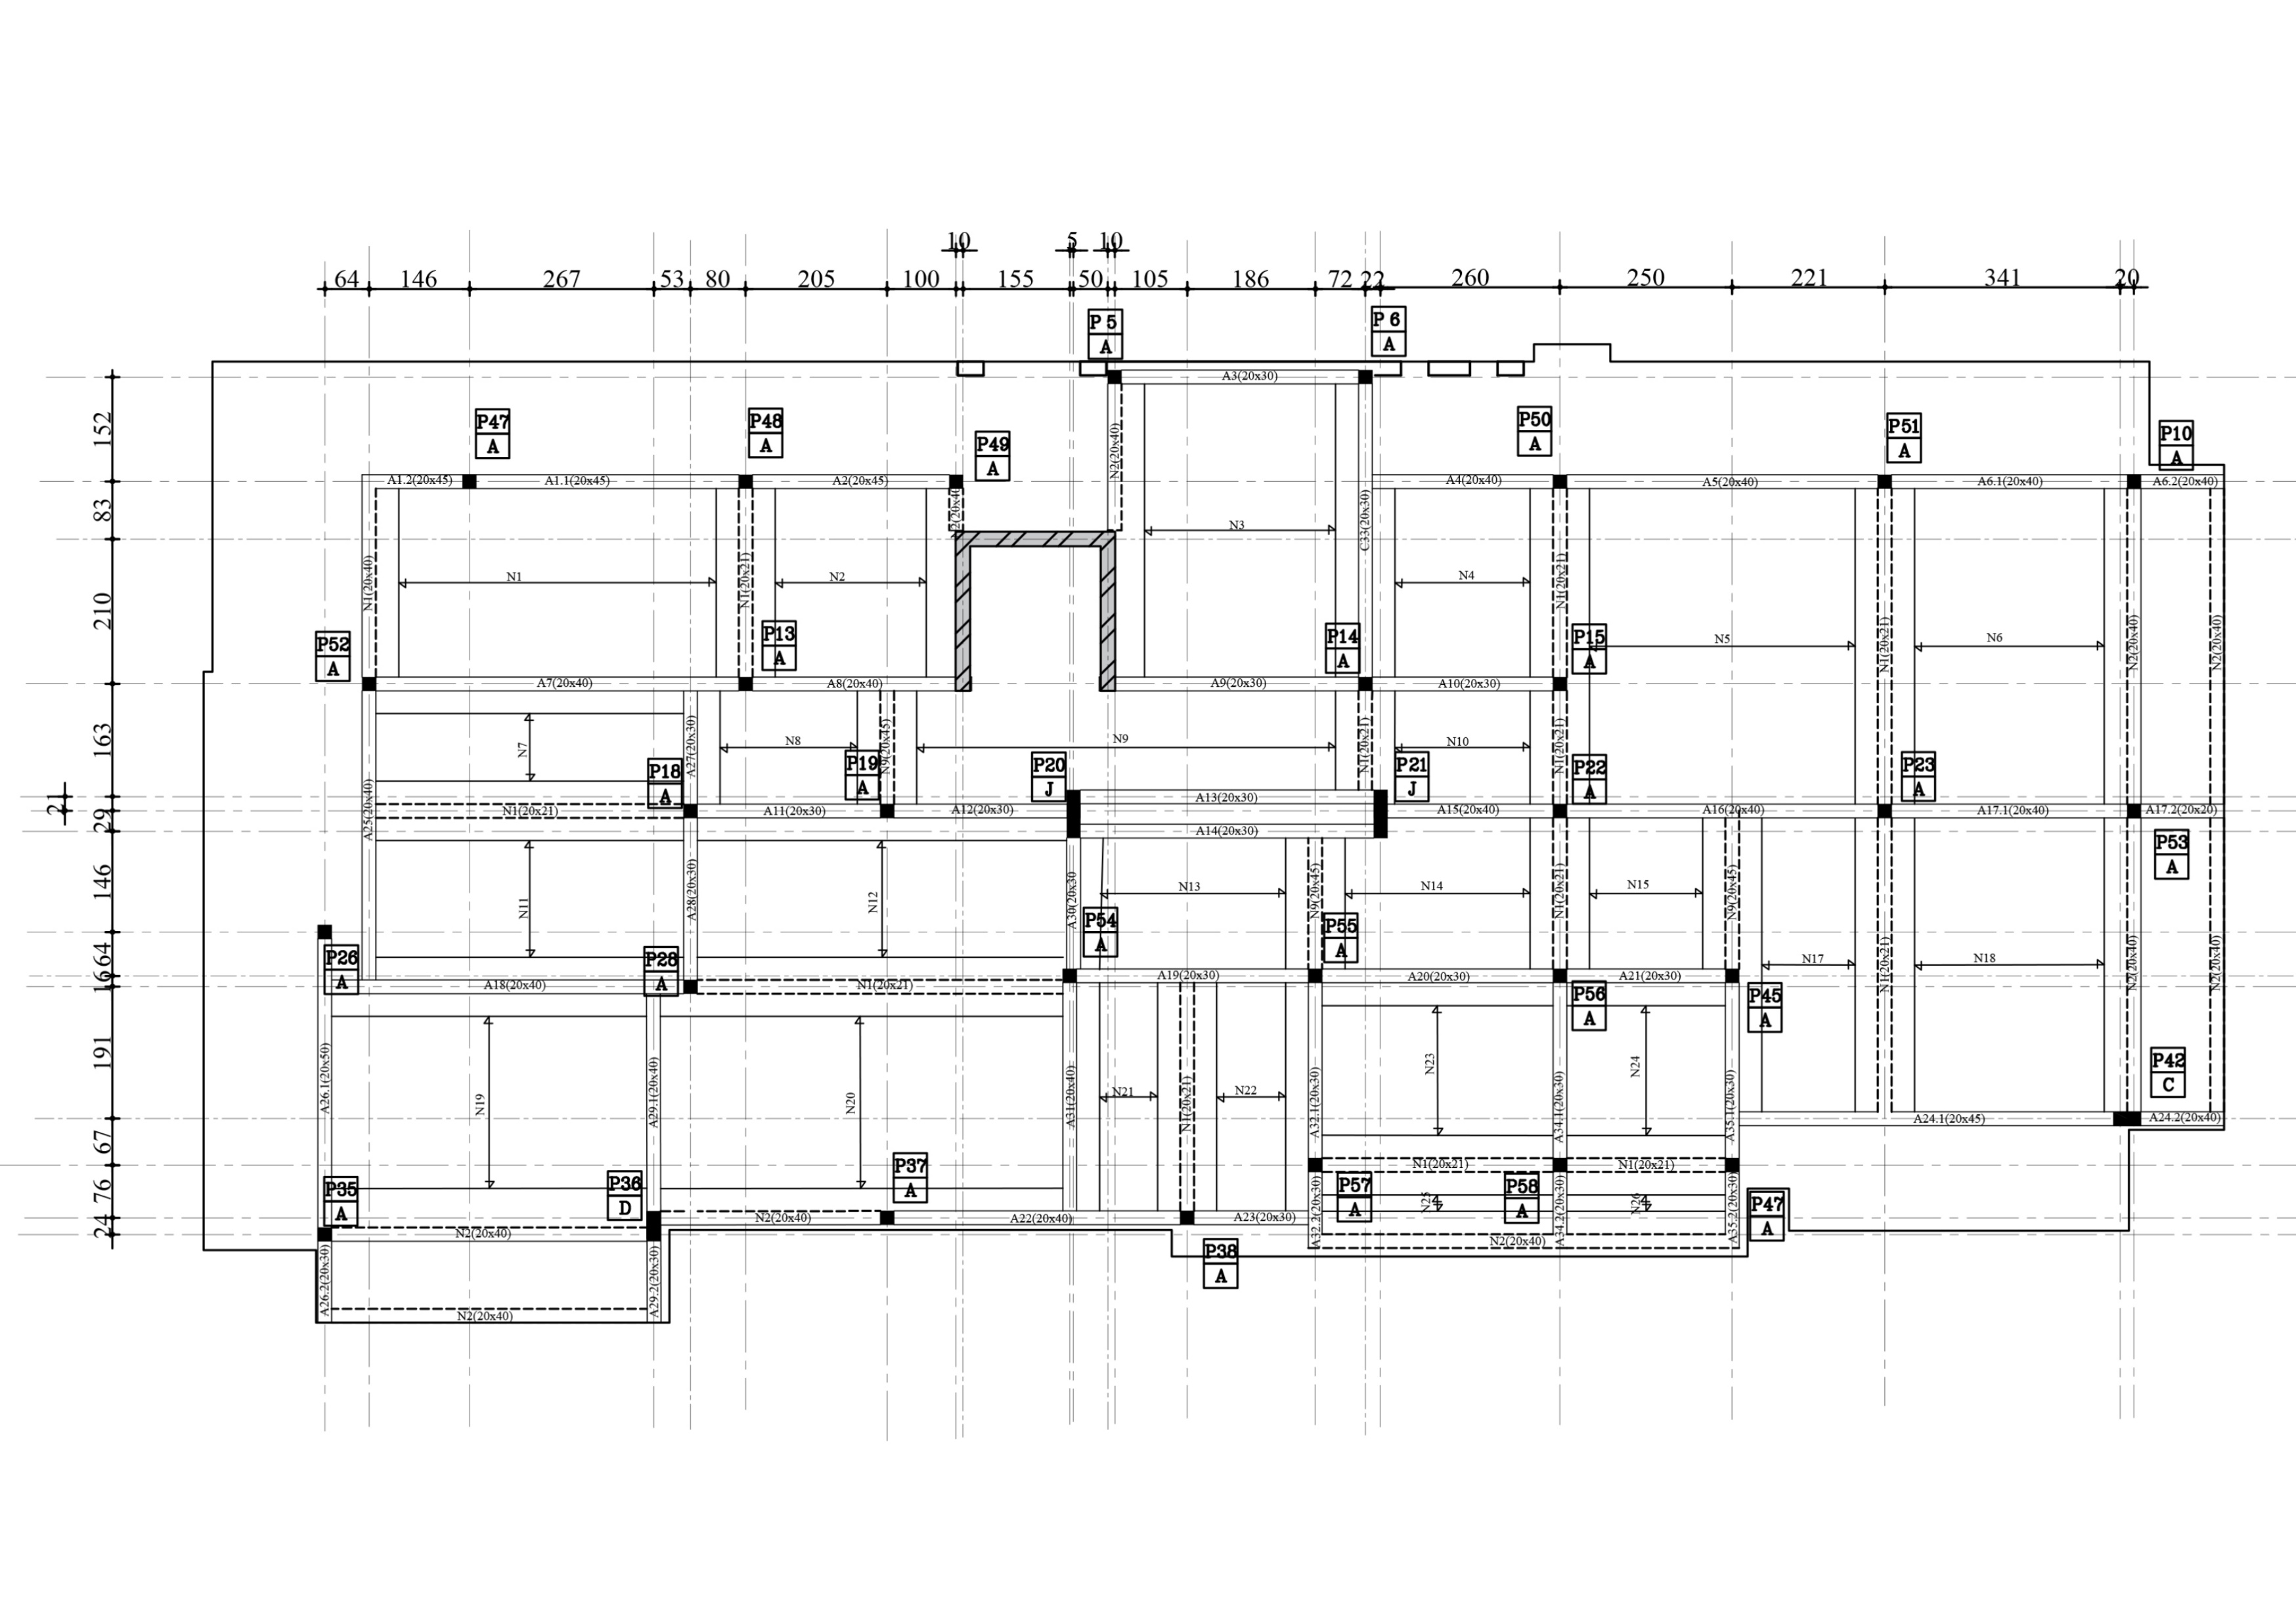 10 5 10
64 146 267 53 80 205 100 155 50 105 186 72 22 260 250 221 341 20
P 5
A
P 6
A
A3(20x30)
152
P47
A
P48
A
P49
A
P50
A
P51
A
P10
A
N2(20x40)
A1.2(20x45) A1.1(20x45) A2(20x45) A4(20x40) A5(20x40) A6.1(20x40) A6.2(20x40)
83
C33(20x30)
N3
N1(20x40)
N1
N1(20x21)
N2
N4
N1(20x21)
N5
N1(20x21)
N6
N2(20x40)
N2(20x40)
210
P52
A
P13
A
P14
A
P15
A
A7(20x40) A8(20x40) A9(20x30) A10(20x30)
163
N7
A27(20x30)
N8
N9(20x45)
N9
N1(20x21)
N10
N1(20x21)
P18
A
P19
A
P20
J
P21
J
P22
A
P23
A
21
29
A25(20x40)
N1(20x21) A11(20x30) A12(20x30) A13(20x30) A15(20x40) A16(20x40) A17.1(20x40) A17.2(20x20)
A14(20x30)
P53
A
146
N11
A28(20x30)
N12
A30(20x30
N13
N9(20x45)
N14
N1(20x21)
N15
N9(20x45)
P54
A
P55
A
64
16
P26
A
P28
A
N17
N1(20x21)
N18
N2(20x40)
N2(20x40)
A18(20x40) N1(20x21) A19(20x30) A20(20x30) A21(20x30)
P56
A
P45
A
191
A26.1(20x50)
N19
A29.1(20x40)
N20
A31(20x40)
N21
N1(20x21)
N22
A32.1(20x30)
N23
A34.1(20x30)
N24
A35.1(20x30)
P42
C
A24.1(20x45) A24.2(20x40)
67
N1(20x21) N1(20x21)
76
P35
A
P36
D
P37
A
P57
A
P58
A
P47
A
N25
N26
A32.2(20x30)
A34.2(20x30)
A35.2(20x30)
24
N2(20x40) N2(20x40) A22(20x40) A23(20x30) N2(20x40)
P38
A
A26.2(20x30)
A29.2(20x30)
N2(20x40)